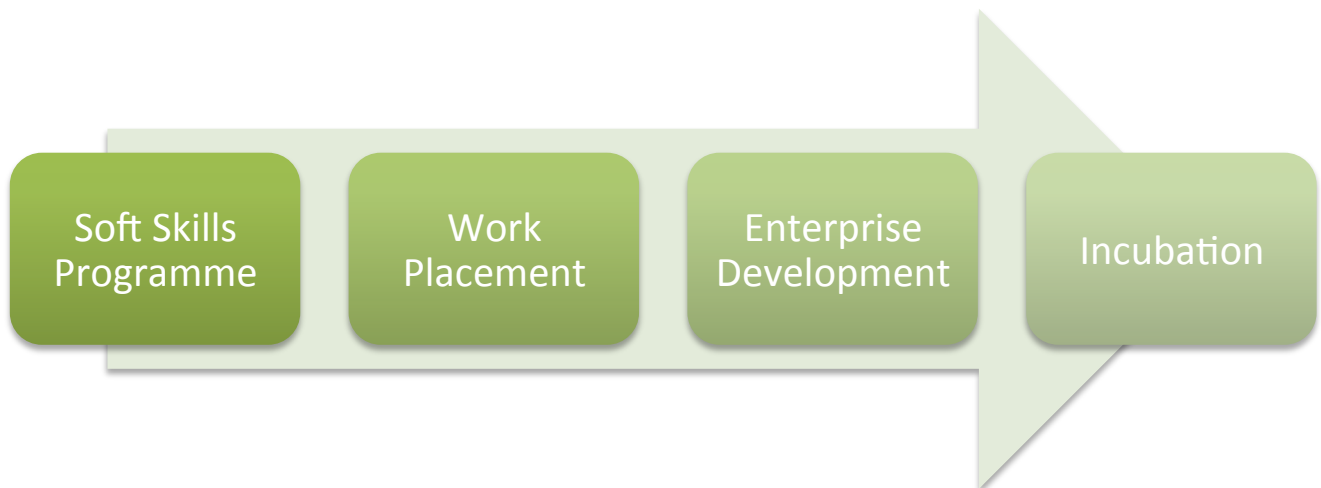 Soft Skills
Programme
Work
Placement
Enterprise
Development
Incubation